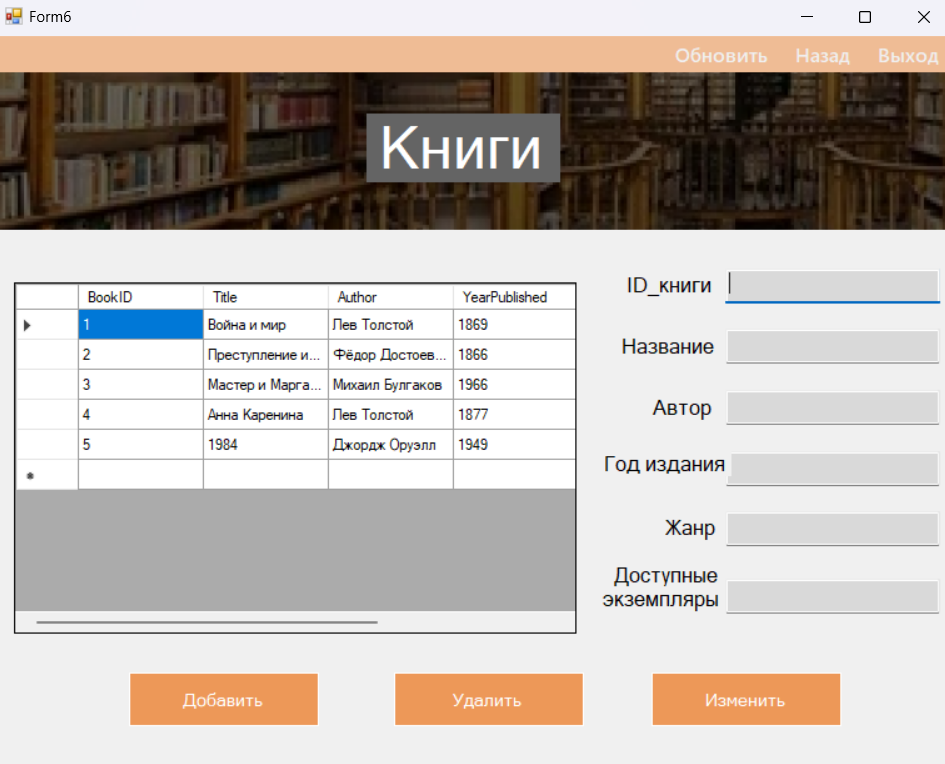 Form6
Обновить Назад Выход
Книги
BookID Title Author YearPublished
1 Война и мир Лев Толстой 1869
2 Преступление и... Фёдор Достоев... 1866
3 Мастер и Марга... Михаил Булгаков 1966
4 Анна Каренина Лев Толстой 1877
5 1984 Джордж Оруэлл 1949
ID_книги
Название
Автор
Год издания
Жанр
Доступные
экземпляры
Добавить Удалить Изменить